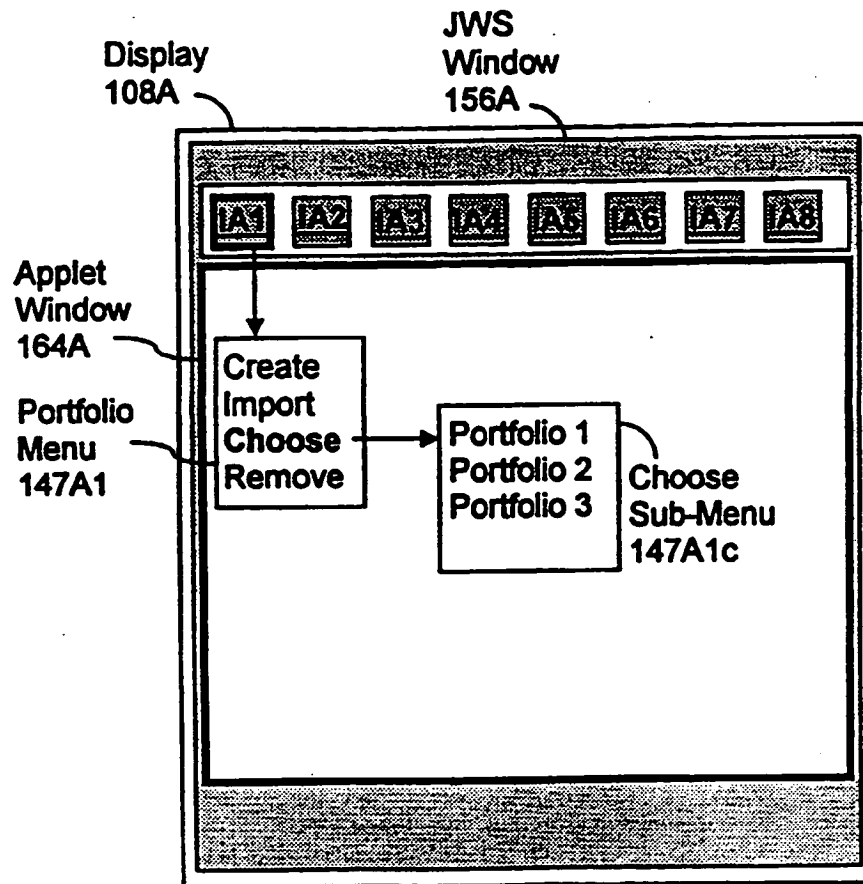 JWS
Window
156A
Display
108A
IA1 IA2 IA3 IA4 IA5 IA6 IA7 IA8
Applet
Window
164A
Portfolio
Menu
147A1
Create
Import
Choose
Remove
Portfolio 1
Portfolio 2
Portfolio 3
Choose
Sub-Menu
147A1c